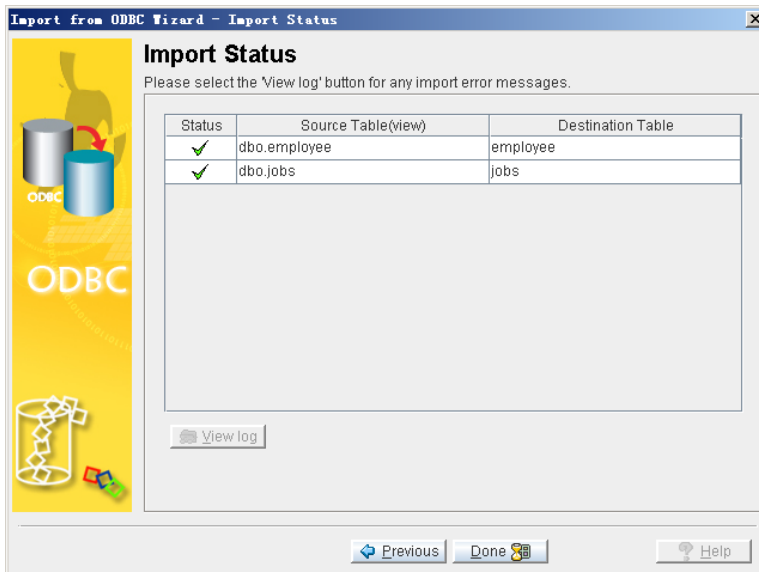 Import from ODBC Wizard - Import Status
Import Status
Please select the 'View log' button for any import error messages.
Status Source Table(view) Destination Table
dbo.employee employee
dbo.jobs jobs
ODBC
ODBC
View log
Previous Done Help